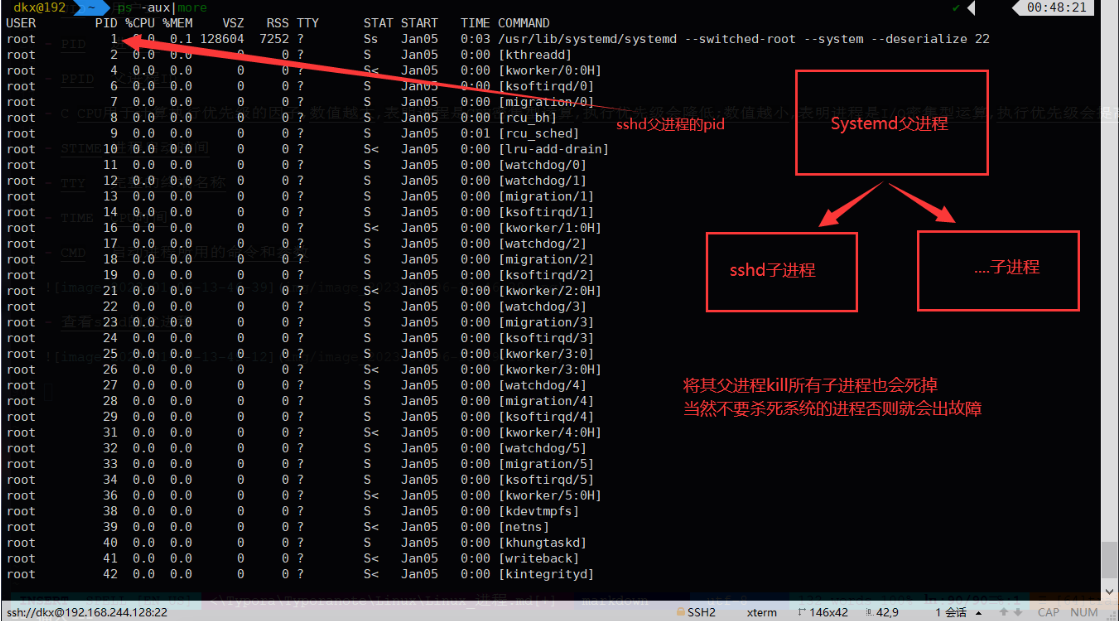 dkx@192 ~ ps -aux|more ✔ 00:48:21
USER PID %CPU %MEM VSZ RSS TTY STAT START TIME COMMAND
root 1 0.0 0.1 128604 7252 ? Ss Jan05 0:03 /usr/lib/systemd/systemd --switched-root --system --deserialize 22
root 2 0.0 0.0 0 0 ? S Jan05 0:00 [kthreadd]
root 4 0.0 0.0 0 0 ? S< Jan05 0:00 [kworker/0:0H]
root 6 0.0 0.0 0 0 ? S Jan05 0:00 [ksoftirqd/0]
root 7 0.0 0.0 0 0 ? S Jan05 0:00 [migration/0]
root 8 0.0 0.0 0 0 ? S Jan05 0:00 [rcu_bh]
root 9 0.0 0.0 0 0 ? S Jan05 0:01 [rcu_sched]
root 10 0.0 0.0 0 0 ? S< Jan05 0:00 [lru-add-drain]
root 11 0.0 0.0 0 0 ? S Jan05 0:00 [watchdog/0]
root 12 0.0 0.0 0 0 ? S Jan05 0:00 [watchdog/1]
root 13 0.0 0.0 0 0 ? S Jan05 0:00 [migration/1]
root 14 0.0 0.0 0 0 ? S Jan05 0:00 [ksoftirqd/1]
root 16 0.0 0.0 0 0 ? S< Jan05 0:00 [kworker/1:0H]
root 17 0.0 0.0 0 0 ? S Jan05 0:00 [watchdog/2]
root 18 0.0 0.0 0 0 ? S Jan05 0:00 [migration/2]
root 19 0.0 0.0 0 0 ? S Jan05 0:00 [ksoftirqd/2]
root 21 0.0 0.0 0 0 ? S< Jan05 0:00 [kworker/2:0H]
root 22 0.0 0.0 0 0 ? S Jan05 0:00 [watchdog/3]
root 23 0.0 0.0 0 0 ? S Jan05 0:00 [migration/3]
root 24 0.0 0.0 0 0 ? S Jan05 0:00 [ksoftirqd/3]
root 25 0.0 0.0 0 0 ? S Jan05 0:00 [kworker/3:0]
root 26 0.0 0.0 0 0 ? S< Jan05 0:00 [kworker/3:0H]
root 27 0.0 0.0 0 0 ? S Jan05 0:00 [watchdog/4]
root 28 0.0 0.0 0 0 ? S Jan05 0:00 [migration/4]
root 29 0.0 0.0 0 0 ? S Jan05 0:00 [ksoftirqd/4]
root 31 0.0 0.0 0 0 ? S< Jan05 0:00 [kworker/4:0H]
root 32 0.0 0.0 0 0 ? S Jan05 0:00 [watchdog/5]
root 33 0.0 0.0 0 0 ? S Jan05 0:00 [migration/5]
root 34 0.0 0.0 0 0 ? S Jan05 0:00 [ksoftirqd/5]
root 36 0.0 0.0 0 0 ? S< Jan05 0:00 [kworker/5:0H]
root 38 0.0 0.0 0 0 ? S Jan05 0:00 [kdevtmpfs]
root 39 0.0 0.0 0 0 ? S< Jan05 0:00 [netns]
root 40 0.0 0.0 0 0 ? S Jan05 0:00 [khungtaskd]
root 41 0.0 0.0 0 0 ? S< Jan05 0:00 [writeback]
root 42 0.0 0.0 0 0 ? S< Jan05 0:00 [kintegrityd]
sshd父进程的pid
Systemd父进程
sshd子进程
....子进程
将其父进程kill所有子进程也会死掉
当然不要杀死系统的进程否则就会出故障
ssh://dkx@192.168.244.128:22 SSH2 xterm 146x42 42,9 1 会话 CAP NUM